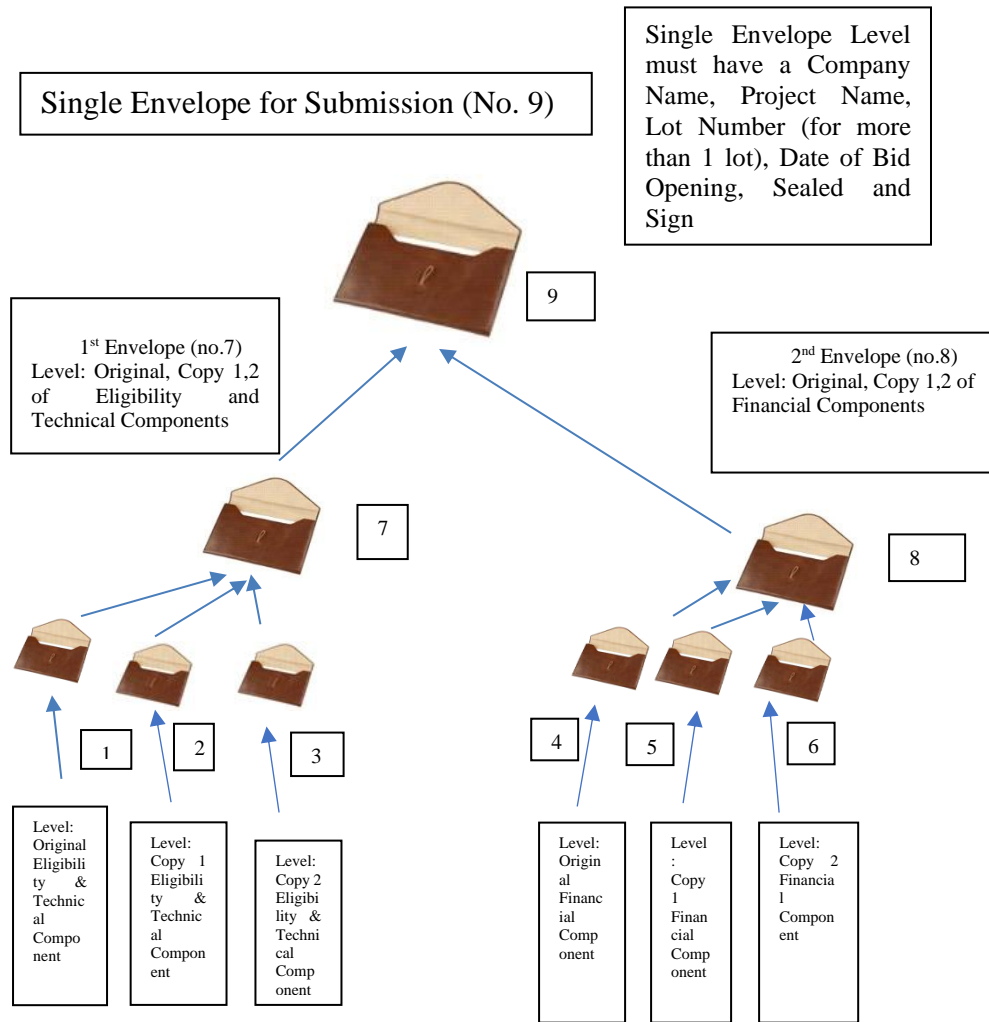 Single Envelope for Submission (No. 9)
Single Envelope Level
must have a Company
Name, Project Name,
Lot Number (for more
than 1 lot), Date of Bid
Opening, Sealed and
Sign
9
1st Envelope (no.7)
Level: Original, Copy 1,2
of Eligibility and
Technical Components
2nd Envelope (no.8)
Level: Original, Copy 1,2 of
Financial Components
7
8
1
2
3
4
5
6
Level:
Original
Eligibil
ity &
Technic
al
Compo
nent
Level:
Copy 1
Eligibili
ty &
Technic
al
Compon
ent
Level:
Copy 2
Eligibi
lity &
Techni
cal
Comp
onent
Level:
Origin
al
Financ
ial
Comp
onent
Level
:
Copy
1
Finan
cial
Comp
onent
Level:
Copy 2
Financia
l
Compon
ent